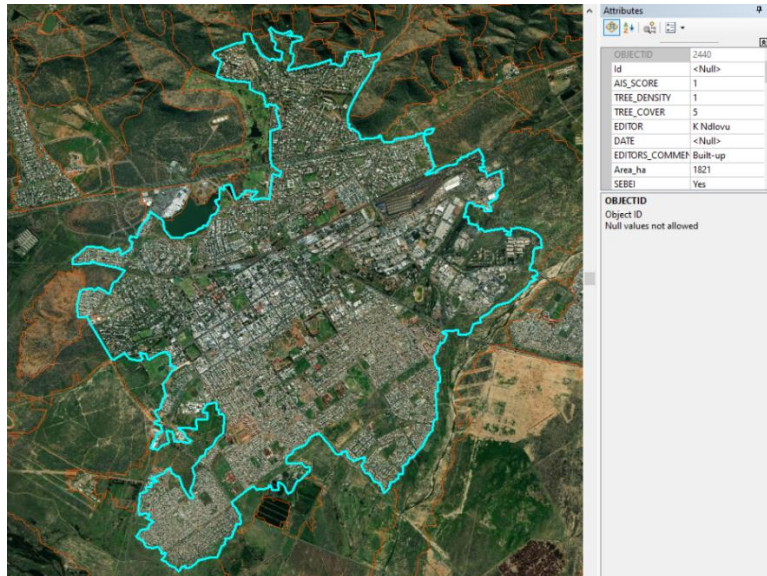 Attributes
OBJECTID 2440
Id <Null>
AIS_SCORE 1
TREE_DENSITY 1
TREE_COVER 5
EDITOR K Ndlovu
DATE <Null>
EDITORS_COMMEN Built-up
Area_ha 1821
SEBEI Yes
OBJECTID
Object ID
Null values not allowed